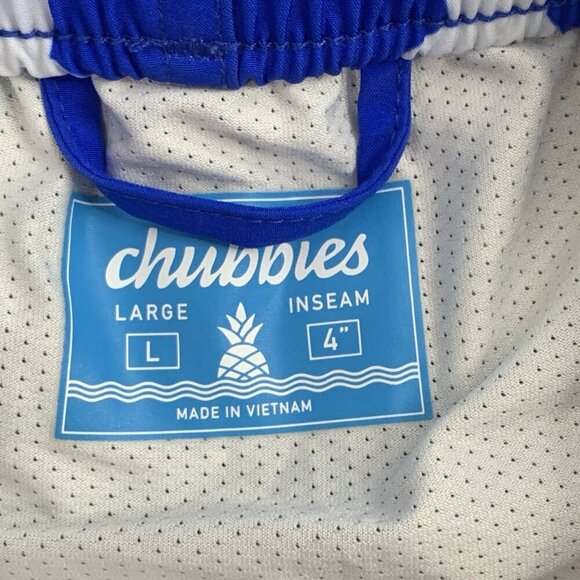 chubbies
LARGE INSEAM
L 4"
MADE IN VIETNAM